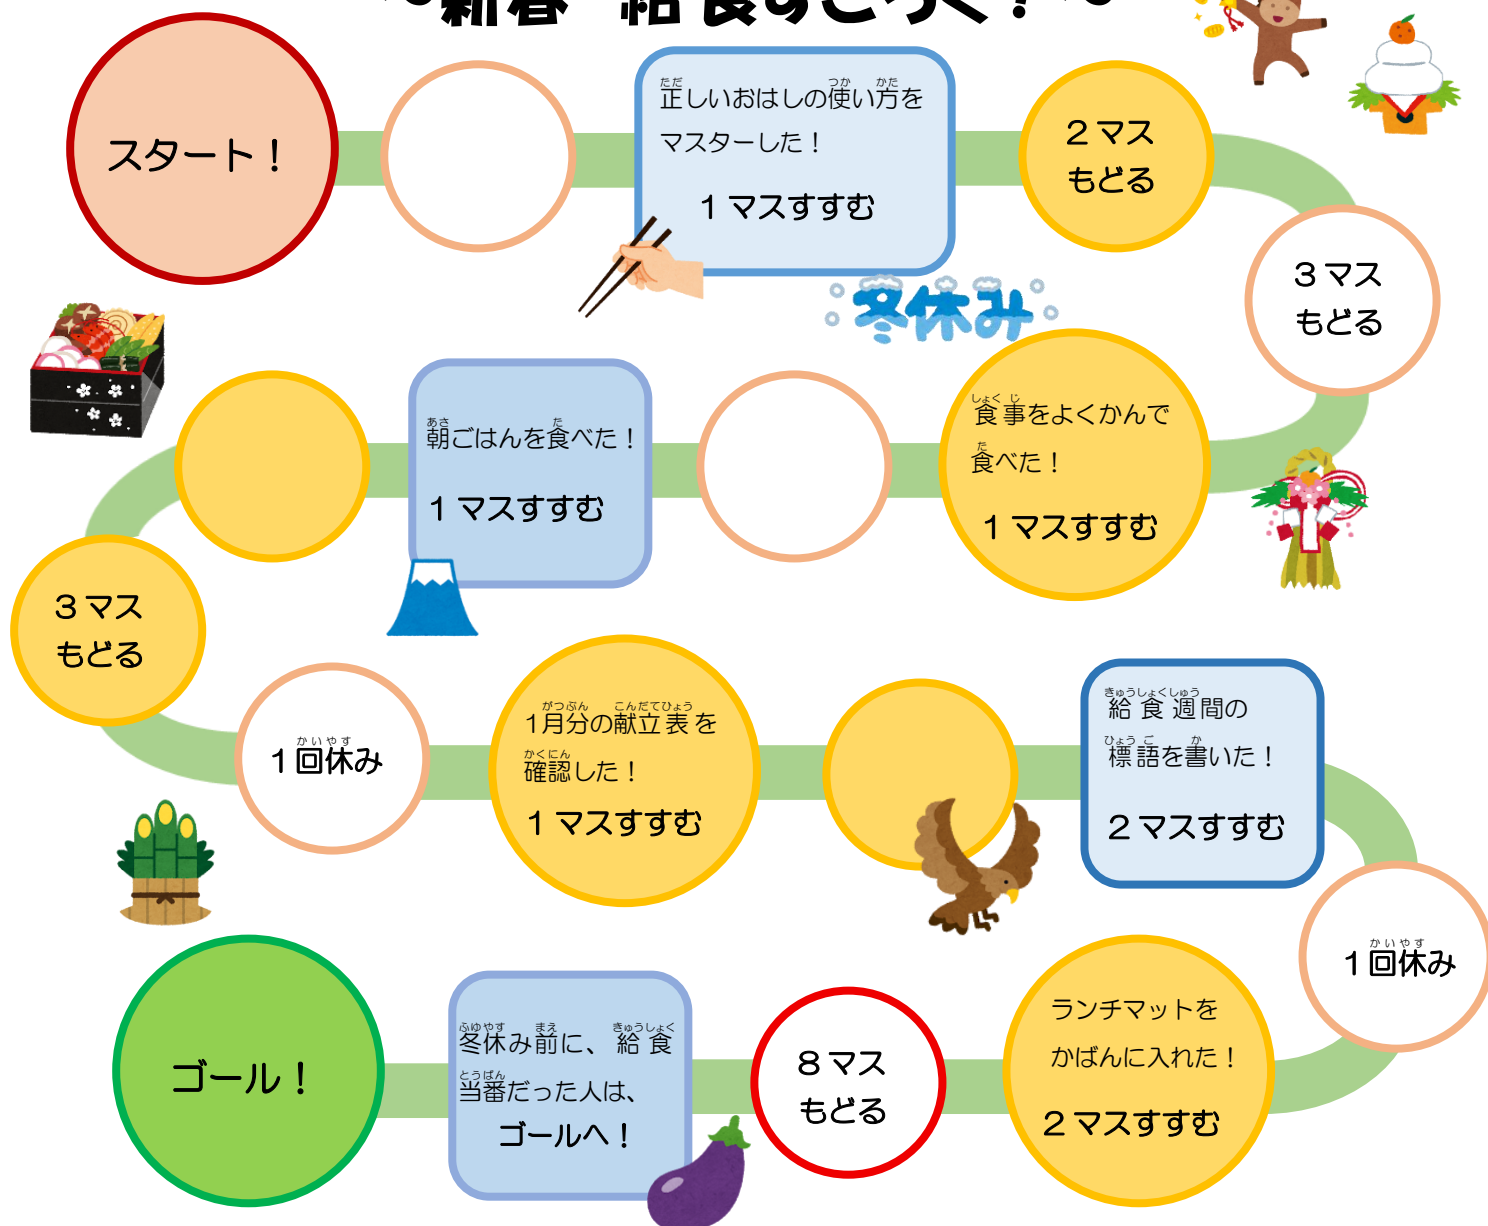 ～新春 給食すごろく！～
スタート！
正しいおはしの使い方を
マスターした！
1マスすすむ
2マス
もどる
3マス
もどる
冬休み
食事をよくかんで
食べた！
1マスすすむ
朝ごはんを食べた！
1マスすすむ
3マス
もどる
1回休み
1月分の献立表を
確認した！
1マスすすむ
給食週間の
標語を書いた！
2マスすすむ
1回休み
ランチマットを
かばんに入れた！
2マスすすむ
8マス
もどる
冬休み前に、給食
当番だった人は、
ゴールへ！
ゴール！